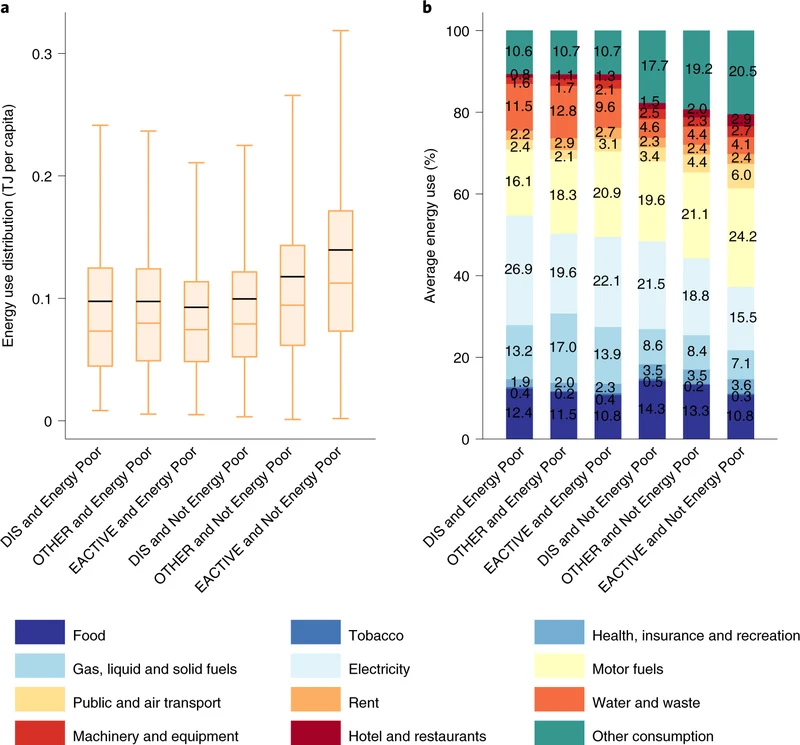 a
b
Energy use distribution (TJ per capita)
0.3
0.2
0.1
0
DIS and Energy Poor
OTHER and Energy Poor
EACTIVE and Energy Poor
DIS and Not Energy Poor
OTHER and Not Energy Poor
EACTIVE and Not Energy Poor
Average energy use (%)
100
80
60
40
20
0
10.6
0.8
1.6
11.5
2.2
2.4
16.1
26.9
13.2
1.9
0.4
12.4
10.7
1.1
1.7
12.8
2.9
2.1
18.3
19.6
17.0
2.0
0.2
11.5
10.7
1.3
2.1
9.6
2.7
3.1
20.9
22.1
13.9
2.3
0.4
10.8
17.7
1.5
2.5
4.6
2.3
3.4
19.6
21.5
8.6
3.5
0.5
14.3
19.2
2.0
2.3
4.4
2.4
4.4
21.1
18.8
8.4
3.5
0.2
13.3
20.5
2.9
2.7
4.1
2.4
6.0
24.2
15.5
7.1
3.6
0.3
10.8
DIS and Energy Poor
OTHER and Energy Poor
EACTIVE and Energy Poor
DIS and Not Energy Poor
OTHER and Not Energy Poor
EACTIVE and Not Energy Poor
Food
Tobacco
Health, insurance and recreation
Gas, liquid and solid fuels
Electricity
Motor fuels
Public and air transport
Rent
Water and waste
Machinery and equipment
Hotel and restaurants
Other consumption